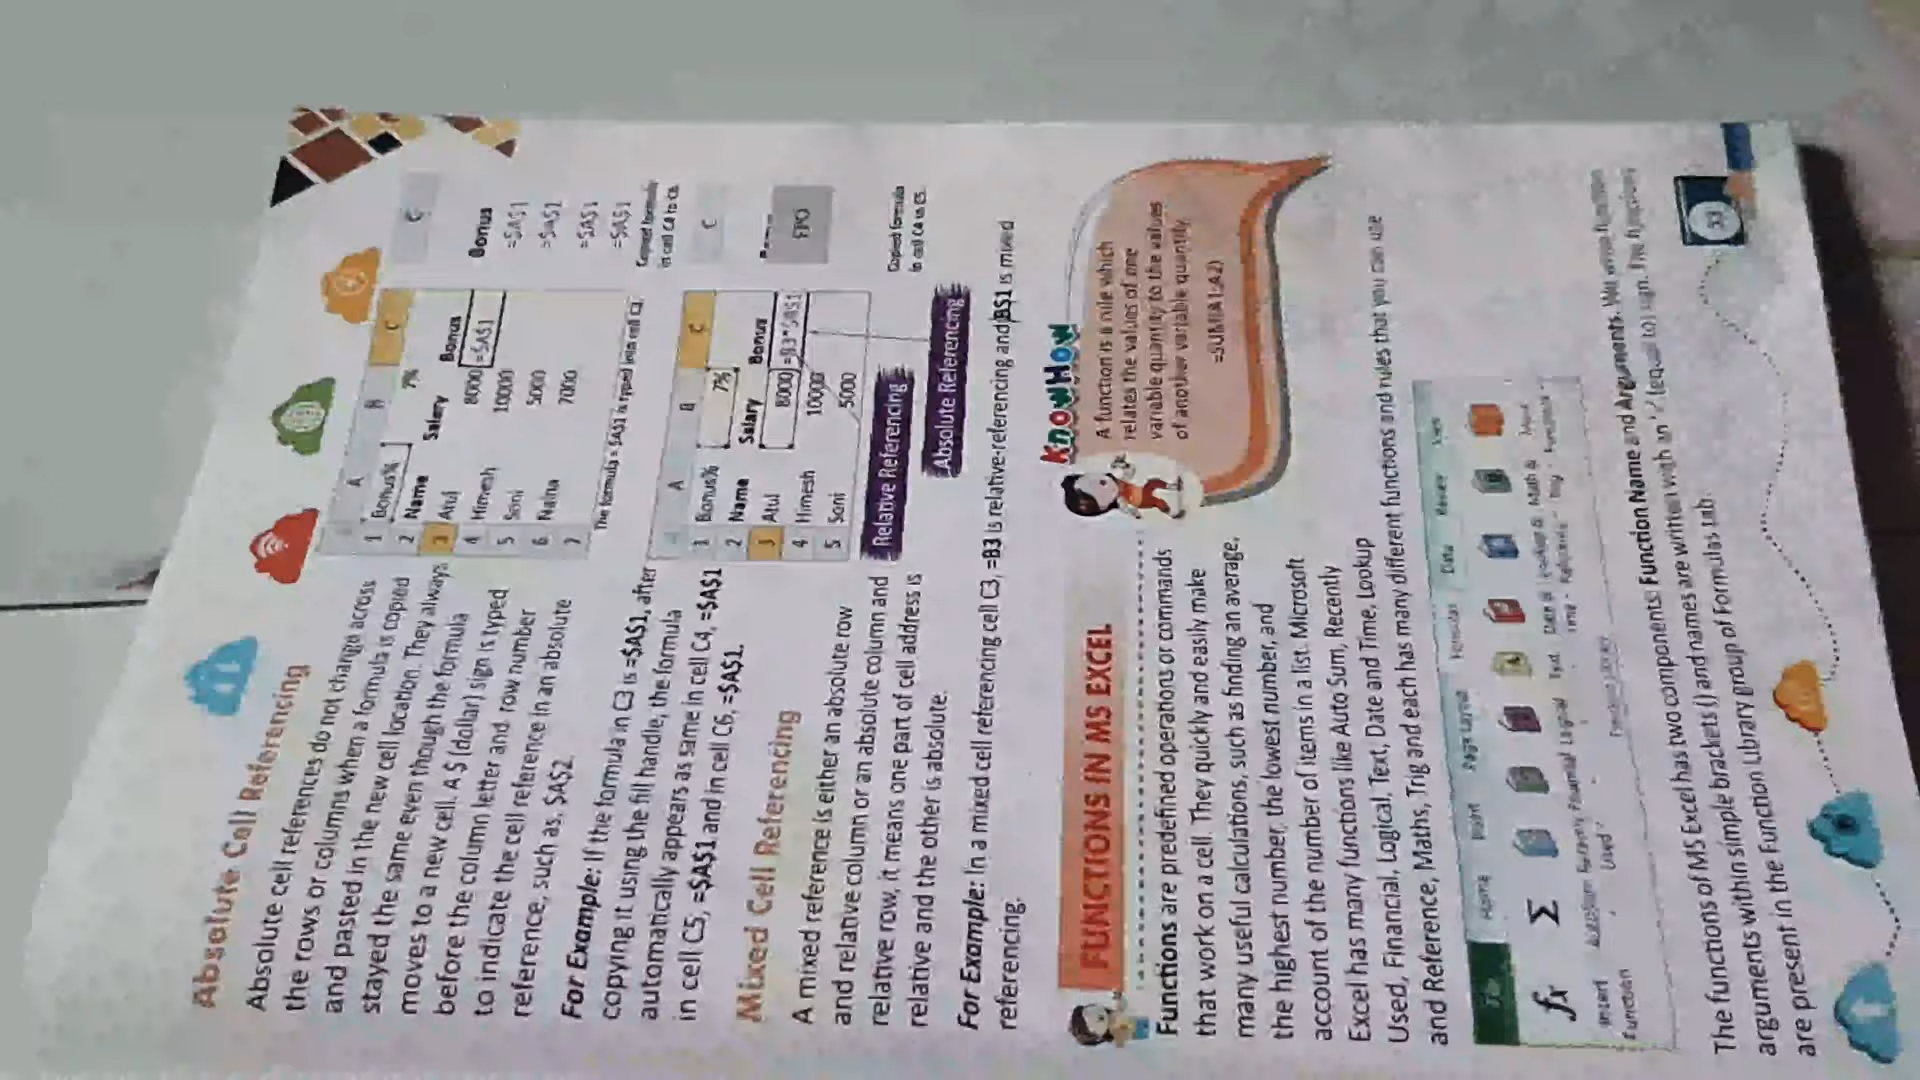 Absolute Cell Referencing
Absolute cell references do not change across
the rows or columns when a formula is copied
and pasted in the new cell location. They always
stayed the same even though the formula
moves to a new cell. A $ (dollar) sign is typed
before the column letter and row number
to indicate the cell reference in an absolute
reference, such as, $A$2.
For Example: If the formula in C3 is =$A$1, after
copying it using the fill handle, the formula
automatically appears as same in cell C4, =$A$1
in cell C5, =$A$1 and in cell C6, =$A$1.
A B C
1 Bonus% 7%
2 Name Salary Bonus
3 Atul 8000 =$A$1
4 Himesh 10000
5 Soni 5000
6 Naina 7000
7
The formula =$A$1 is typed into cell C3.
C
Bonus
=$A$1
=$A$1
=$A$1
=$A$1
Copied formula
in cell C4 to C6.
Mixed Cell Referencing
A mixed reference is either an absolute row
and relative column or an absolute column and
relative row, it means one part of cell address is
relative and the other is absolute.
A B C
1 Bonus% 7%
2 Name Salary Bonus
3 Atul 8000 =B3*$A$1
4 Himesh 10000
5 Soni 5000
C
Copied formula
in cell C4 to C5.
Relative Referencing
Absolute Referencing
For Example: In a mixed cell referencing cell C3, =B3 is relative-referencing and B$1 is mixed
referencing.
FUNCTIONS IN MS EXCEL
Functions are predefined operations or commands
that work on a cell. They quickly and easily make
many useful calculations, such as finding an average,
the highest number, the lowest number, and
account of the number of items in a list. Microsoft
Excel has many functions like Auto Sum, Recently
Used, Financial, Logical, Text, Date and Time, Lookup
and Reference, Maths, Trig and each has many different functions and rules that you can use
KNOWHOW
A function is a rule which
relates the values of one
variable quantity to the values
of another variable quantity.
=SUM(A1:A2)
File Home Insert Page Layout Formulas Data Review View
fx Σ
Insert Function
AutoSum
Recently Used
Financial
Logical
Text
Date & Time
Lookup & Reference
Math & Trig
More Functions
Function Library
The functions of MS Excel has two components: Function Name and Arguments.
arguments within simple brackets () and names are written with an '=' (equal to) sign. The functions
are present in the Function Library group of Formulas tab.